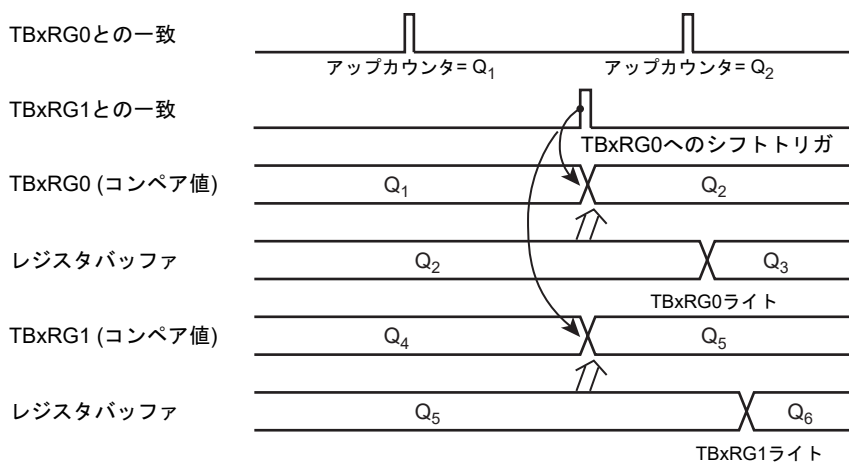 TBxRG0との一致
アップカウンタ= Q1 アップカウンタ= Q2
TBxRG1との一致
TBxRG0へのシフトトリガ
TBxRG0 (コンペア値) Q1 Q2
レジスタバッファ Q2 Q3
TBxRG0ライト
TBxRG1 (コンペア値) Q4 Q5
レジスタバッファ Q5 Q6
TBxRG1ライト